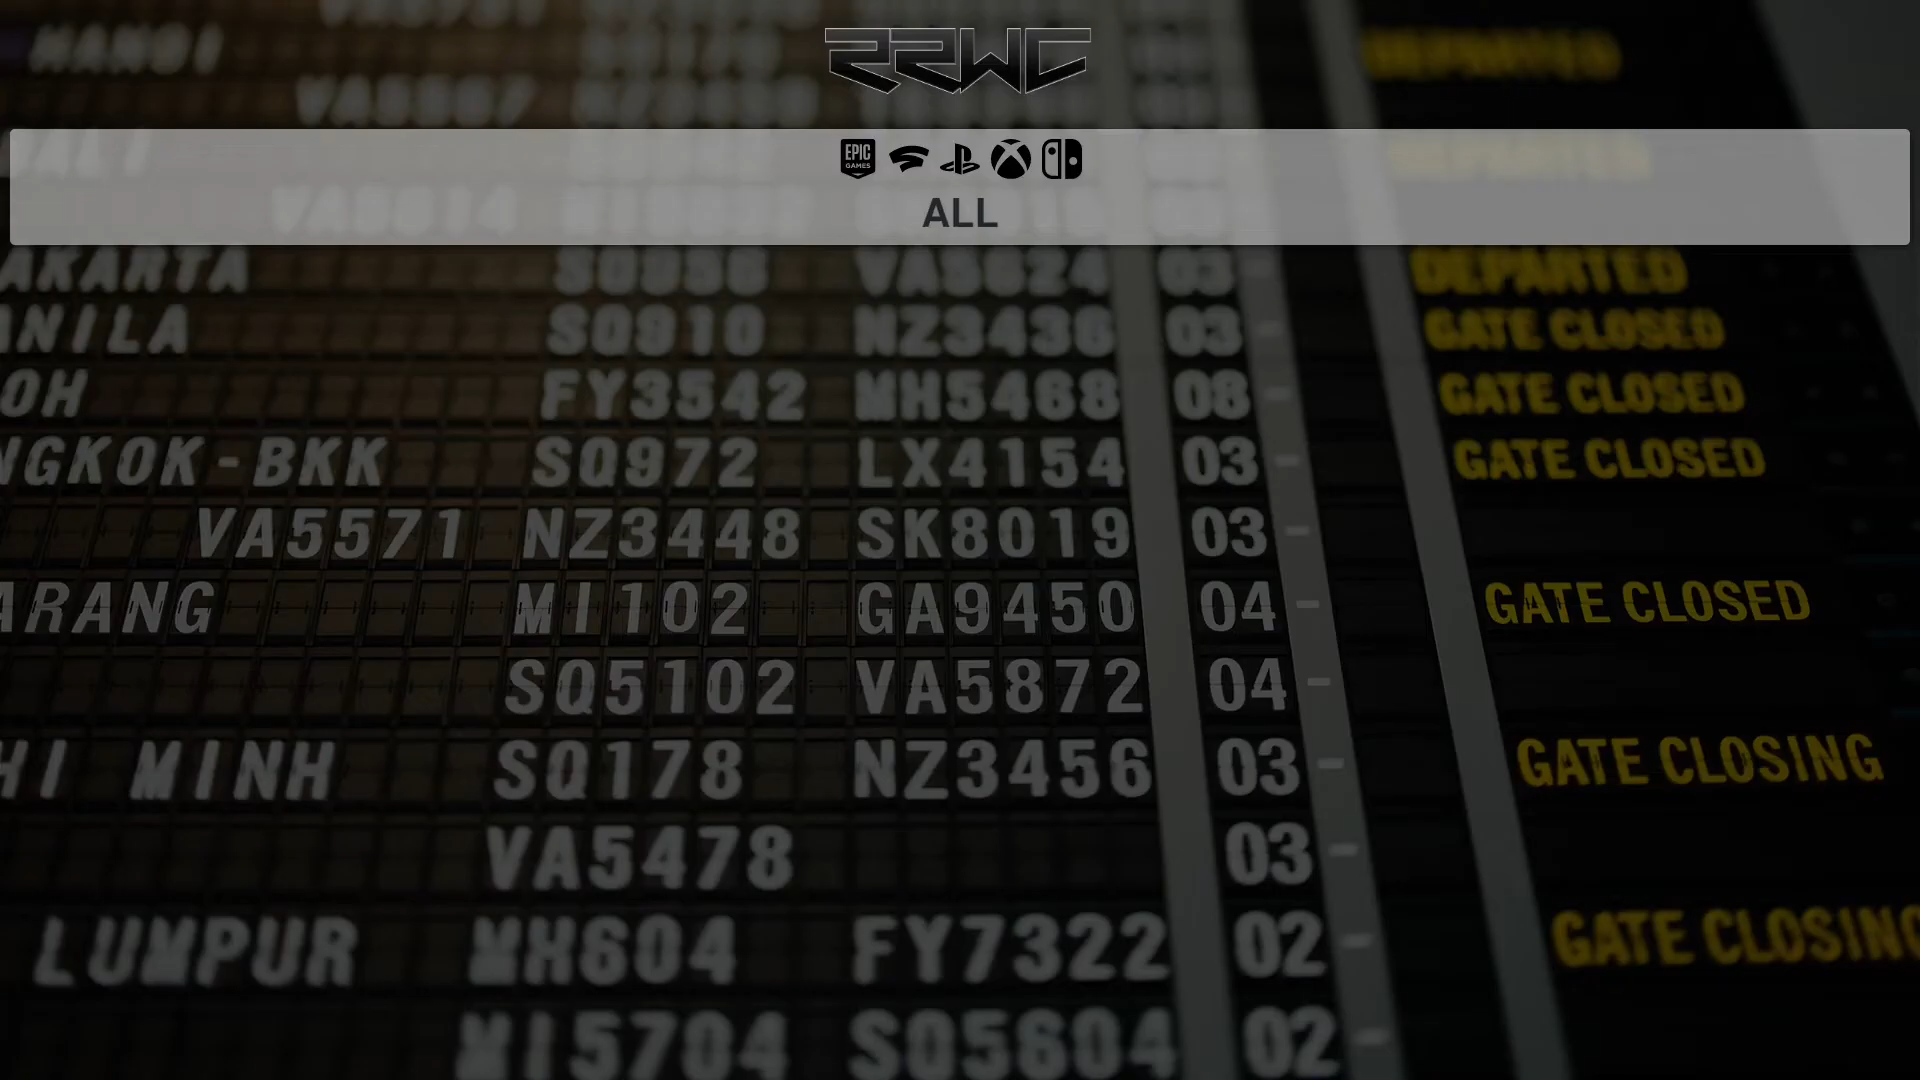 HANOI
DEPARTED
EPIC
GAMES
ALL
AKARTA SQ956 VA5624 03 - DEPARTED
ANILA SQ910 NZ3436 03 - GATE CLOSED
OH FY3542 MH5468 08 - GATE CLOSED
NGKOK-BKK SQ972 LX4154 03 - GATE CLOSED
VA5571 NZ3448 SK8019 03 -
ARANG MI102 GA9450 04 - GATE CLOSED
SQ5102 VA5872 04 -
HI MINH SQ178 NZ3456 03 - GATE CLOSING
VA5478 03 -
LUMPUR MH604 FY7322 02 - GATE CLOSING
MI5704 SQ5604 02 -